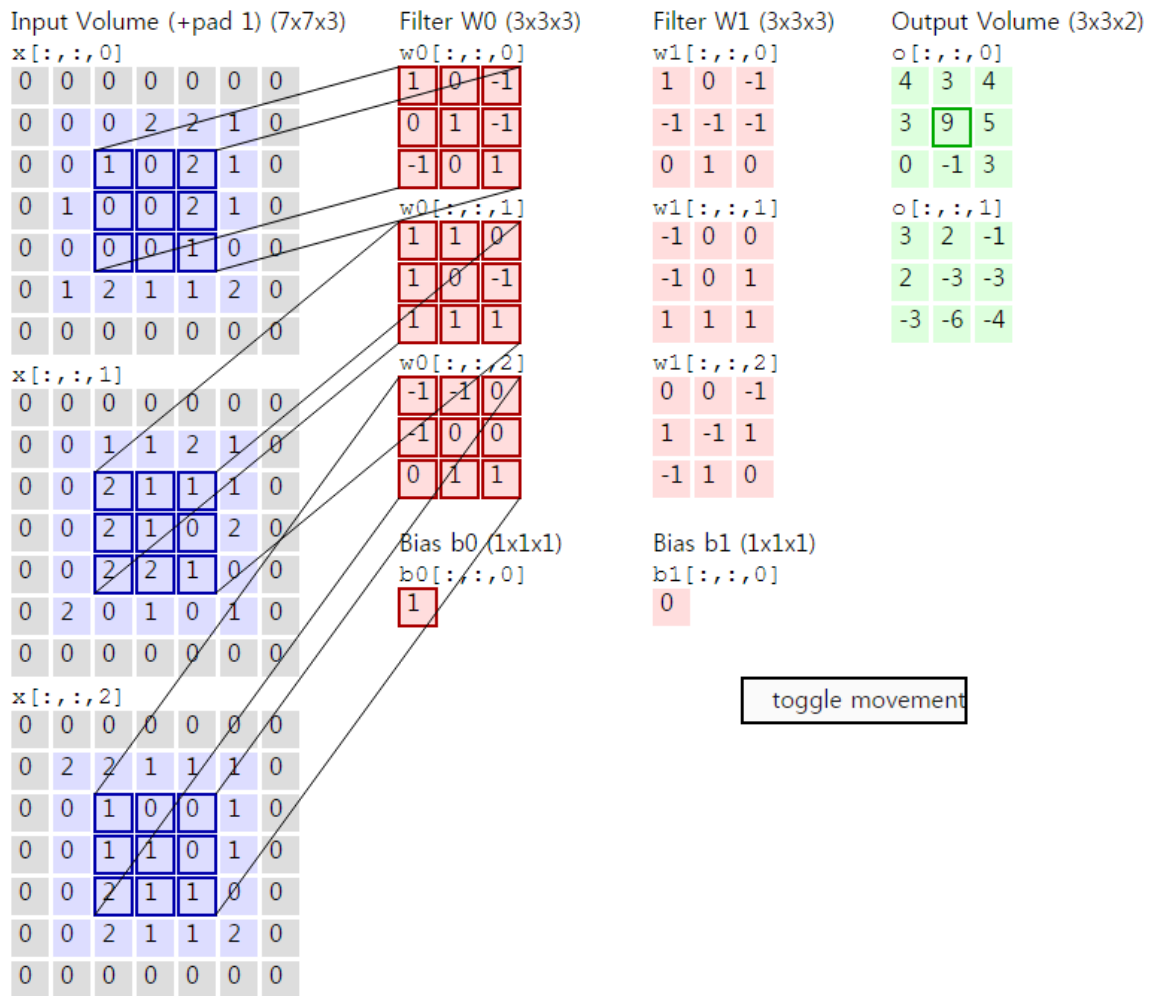 Input Volume (+pad 1) (7x7x3)
x[:,:,0]
0 0 0 0 0 0 0
0 0 0 2 2 1 0
0 0 1 0 2 1 0
0 1 0 0 2 1 0
0 0 0 0 1 0 0
0 1 2 1 1 2 0
0 0 0 0 0 0 0
x[:,:,1]
0 0 0 0 0 0 0
0 0 1 1 2 1 0
0 0 2 1 1 1 0
0 0 2 1 0 2 0
0 0 2 2 1 0 0
0 2 0 1 0 1 0
0 0 0 0 0 0 0
x[:,:,2]
0 0 0 0 0 0 0
0 2 2 1 1 1 0
0 0 1 0 0 1 0
0 0 1 1 0 1 0
0 0 2 1 1 0 0
0 0 2 1 1 2 0
0 0 0 0 0 0 0
Filter W0 (3x3x3)
w0[:,:,0]
1 0 -1
0 1 -1
-1 0 1
w0[:,:,1]
1 1 0
1 0 -1
1 1 1
w0[:,:,2]
-1 -1 0
-1 0 0
0 1 1
Bias b0 (1x1x1)
b0[:,:,0]
1
Filter W1 (3x3x3)
w1[:,:,0]
1 0 -1
-1 -1 -1
0 1 0
w1[:,:,1]
-1 0 0
-1 0 1
1 1 1
w1[:,:,2]
0 0 -1
1 -1 1
-1 1 0
Bias b1 (1x1x1)
b1[:,:,0]
0
Output Volume (3x3x2)
o[:,:,0]
4 3 4
3 9 5
0 -1 3
o[:,:,1]
3 2 -1
2 -3 -3
-3 -6 -4
toggle movement